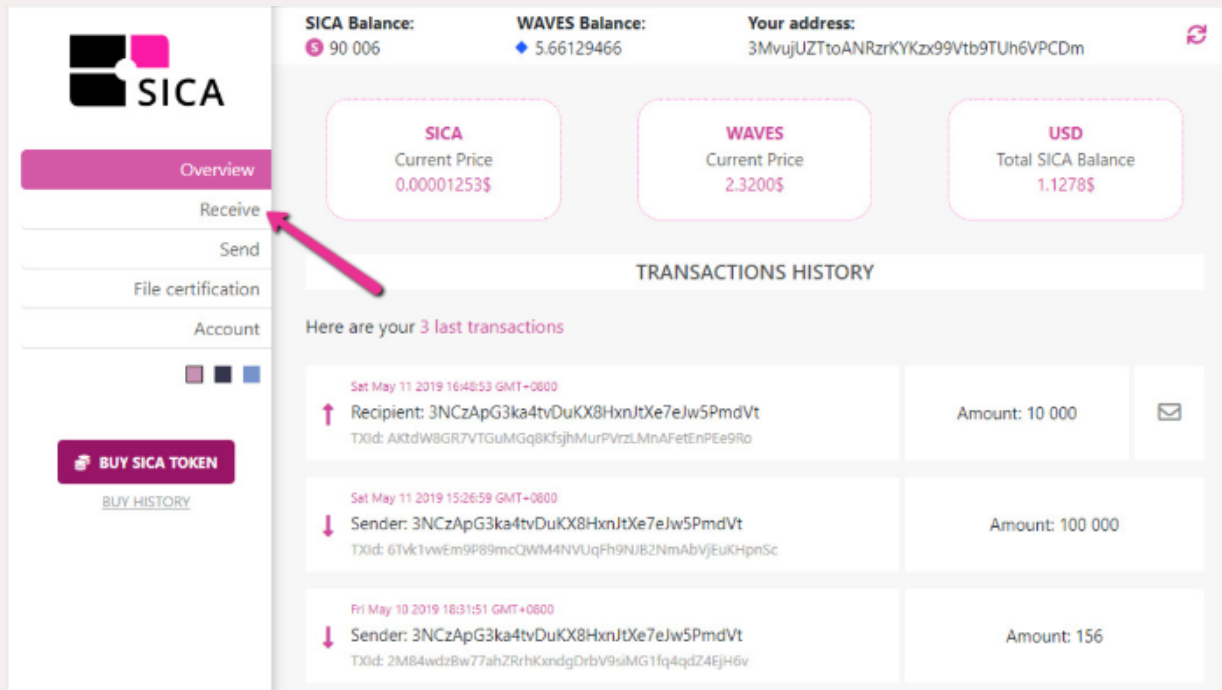 SICA
Overview
Receive
Send
File certification
Account
BUY SICA TOKEN
BUY HISTORY
SICA Balance:
90 006
WAVES Balance:
5.66129466
Your address:
3MvujUZTtoANRzrKYKzx99Vtb9TUh6VPCDm
SICA
Current Price
0.00001253$
WAVES
Current Price
2.3200$
USD
Total SICA Balance
1.1278$
TRANSACTIONS HISTORY
Here are your 3 last transactions
Sat May 11 2019 16:48:53 GMT+0800
Recipient: 3NCzApG3ka4tvDuKX8HxnJtXe7eJw5PmdVt
TXId: AKtdW8GR7VTGuMGq8KfsjhMurPVrzLMnAFetEnPEe9Ro
Amount: 10 000
Sat May 11 2019 15:26:59 GMT+0800
Sender: 3NCzApG3ka4tvDuKX8HxnJtXe7eJw5PmdVt
TXId: 6Tvk1vwEm9P89mcQWM4NVUqFh9NJB2NmAbVjEuKHpnSc
Amount: 100 000
Fri May 10 2019 18:31:51 GMT+0800
Sender: 3NCzApG3ka4tvDuKX8HxnJtXe7eJw5PmdVt
TXId: 2M84wdzBw77ahZRrhKxndgDrbV9siMG1fq4qdZ4EjH6v
Amount: 156